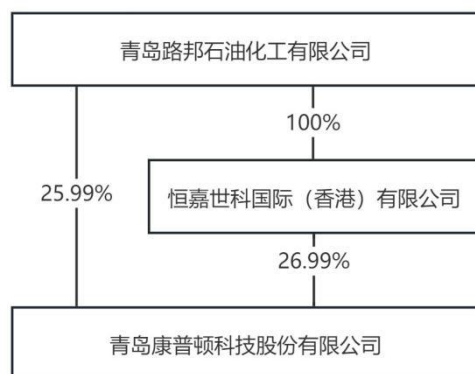 青岛路邦石油化工有限公司
100%
25.99%
恒嘉世科国际（香港）有限公司
26.99%
青岛康普顿科技股份有限公司